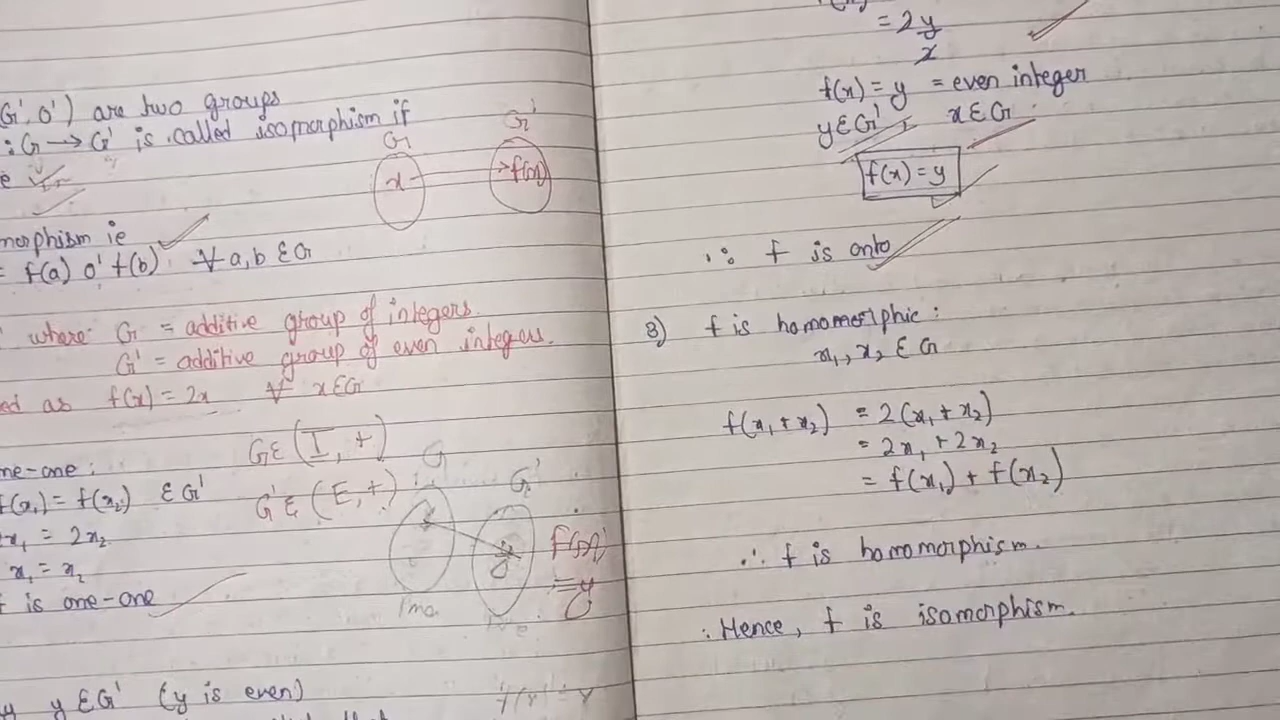 (G', o') are two groups
: G → G' is called isomorphism if
G G'
x f(x)
morphism ie
= f(a) o' f(b) ∀ a, b ∈ G
where: G = additive group of integers.
G' = additive group of even integers.
ed as f(x) = 2x ∀ x ∈ G
G ∈ (I, +)
G' ∈ (E, +)
ne-one:
f(x₁) = f(x₂) ∈ G'
2x₁ = 2x₂
x₁ = x₂
f is one-one
G G'
y
f(x)
= y
y ∈ G' (y is even)
= 2 y/2
f(x) = y = even integer
y ∈ G', x ∈ G
f(x) = y
∴ f is onto
3) f is homomorphic:
x₁, x₂ ∈ G
f(x₁ + x₂) = 2(x₁ + x₂)
= 2x₁ + 2x₂
= f(x₁) + f(x₂)
∴ f is homomorphism.
: Hence, f is isomorphism.